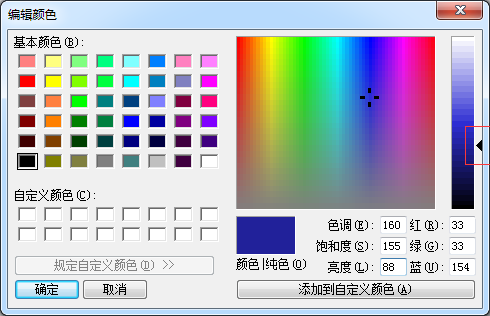 编辑颜色
基本颜色(B):
自定义颜色(C):
规定自定义颜色(D) >>
确定 取消
颜色|纯色(O)
色调(E): 160 红(R): 33
饱和度(S): 155 绿(G): 33
亮度(L): 88 蓝(U): 154
添加到自定义颜色(A)